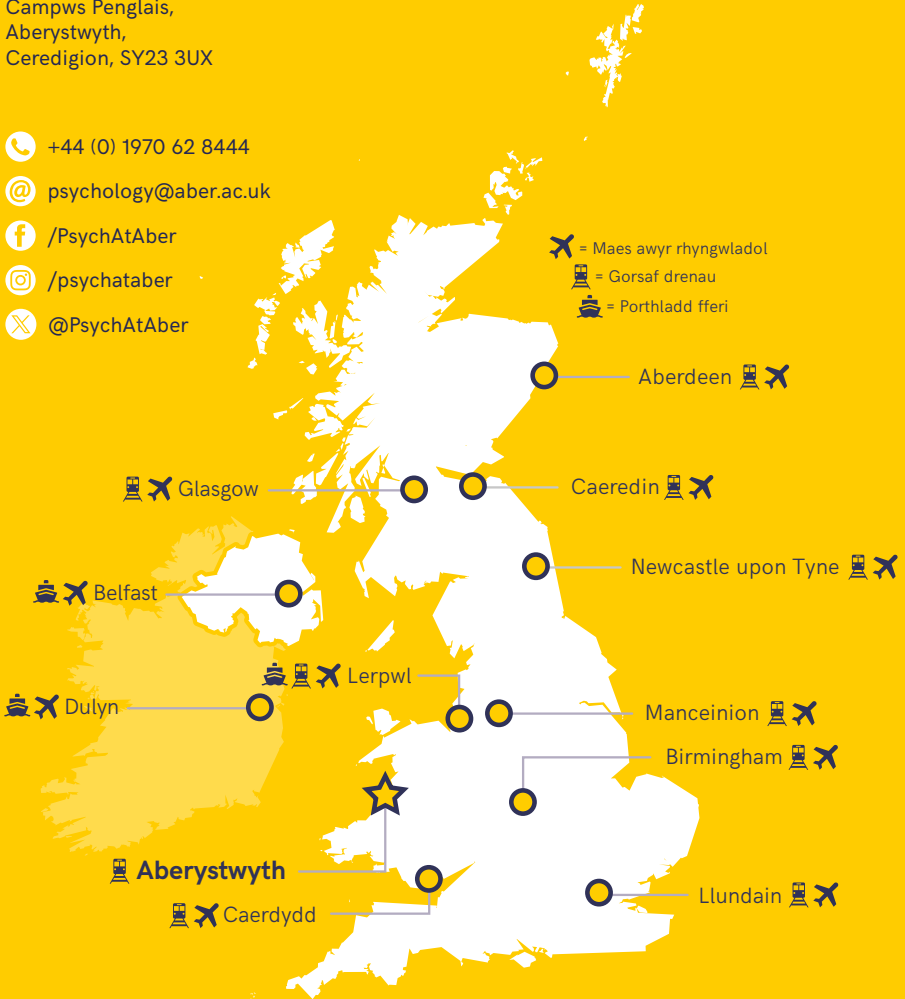 Campws Penglais,
Aberystwyth,
Ceredigion, SY23 3UX
+44 (0) 1970 62 8444
psychology@aber.ac.uk
/PsychAtAber
/psychataber
@PsychAtAber
= Maes awyr rhyngwladol
= Gorsaf drenau
= Porthladd fferi
Aberdeen
Glasgow
Caeredin
Newcastle upon Tyne
Belfast
Lerpwl
Dulyn
Manceinion
Birmingham
Aberystwyth
Llundain
Caerdydd